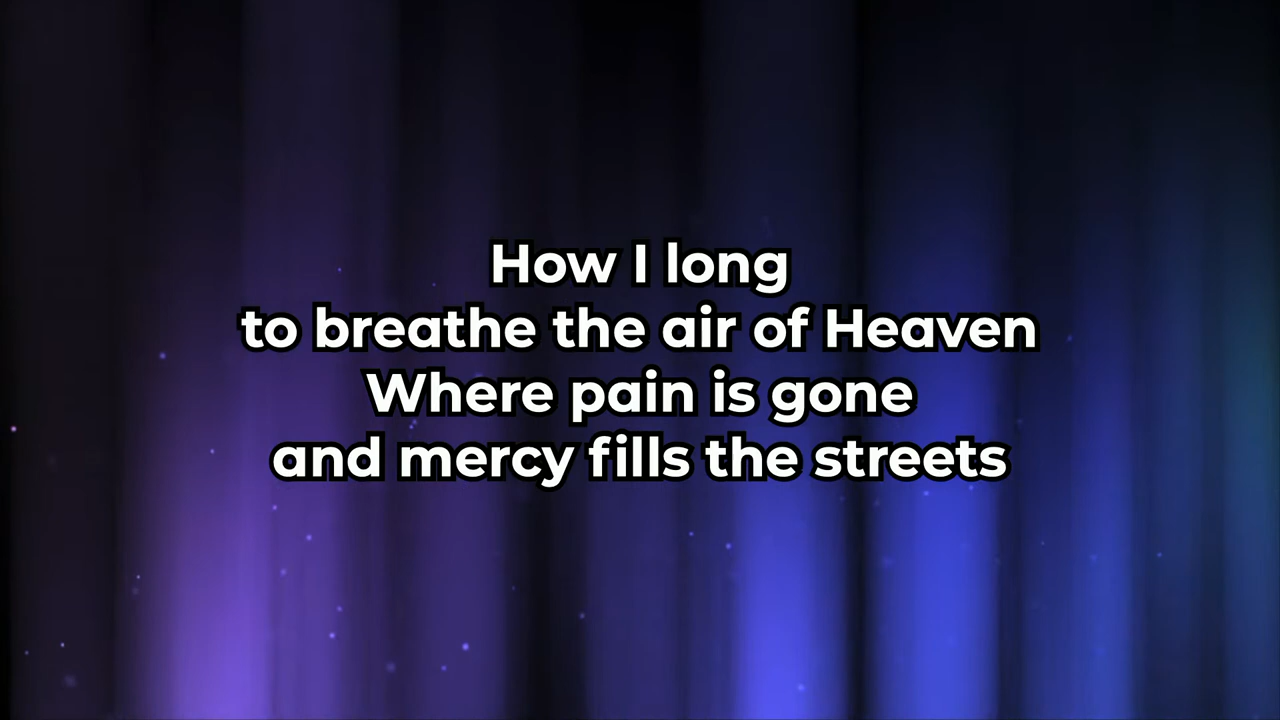 How I long
to breathe the air of Heaven
Where pain is gone
and mercy fills the streets